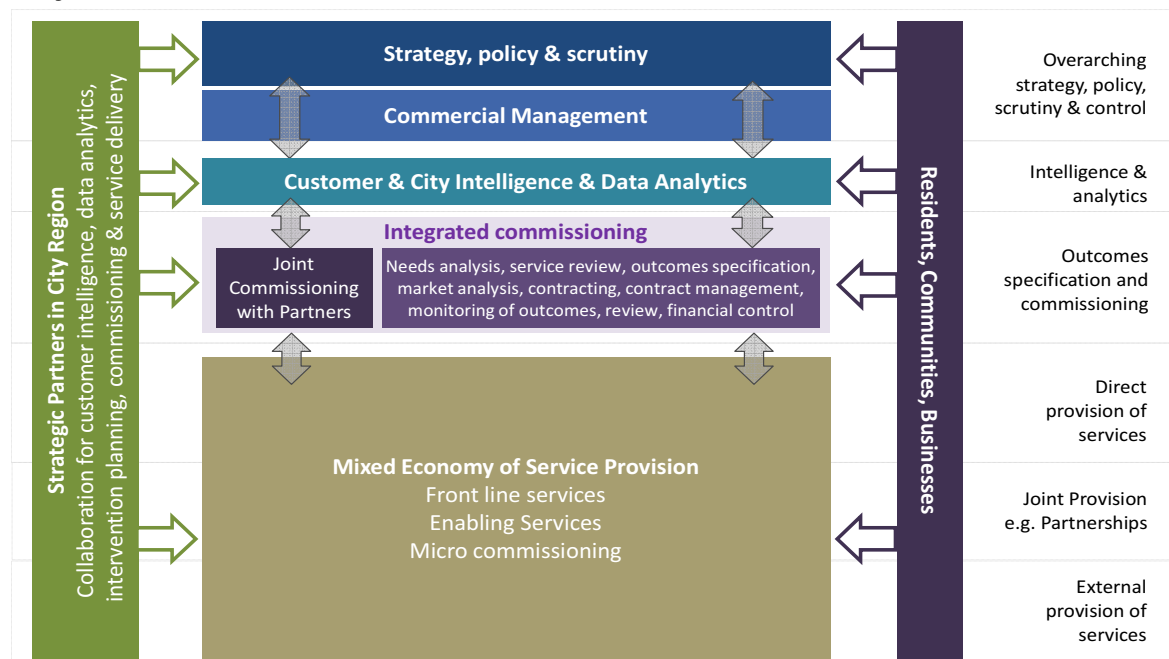 Strategic Partners in City Region
Collaboration for customer intelligence, data analytics,
intervention planning, commissioning & service delivery
Strategy, policy & scrutiny
Commercial Management
Customer & City Intelligence & Data Analytics
Integrated commissioning
Joint
Commissioning
with Partners
Needs analysis, service review, outcomes specification,
market analysis, contracting, contract management,
monitoring of outcomes, review, financial control
Mixed Economy of Service Provision
Front line services
Enabling Services
Micro commissioning
Residents, Communities, Businesses
Overarching
strategy, policy,
scrutiny & control
Intelligence &
analytics
Outcomes
specification and
commissioning
Direct
provision of
services
Joint Provision
e.g. Partnerships
External
provision of
services